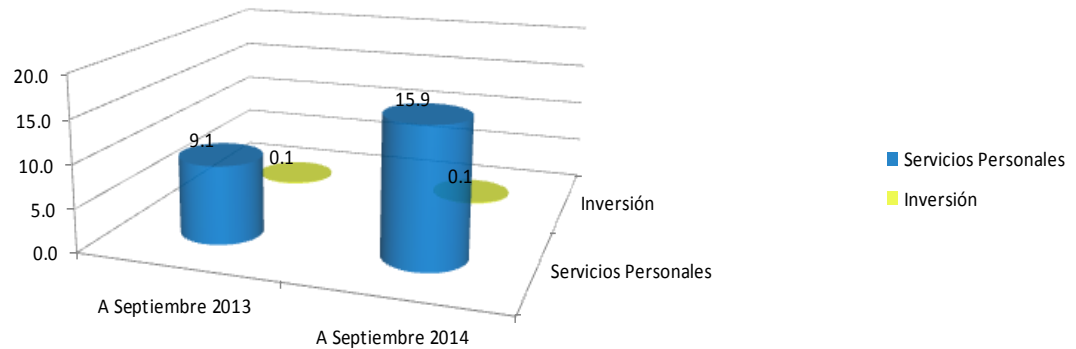 20.0
15.0
10.0
5.0
0.0
9.1
0.1
15.9
0.1
A Septiembre 2013
A Septiembre 2014
Inversión
Servicios Personales
Servicios Personales
Inversión